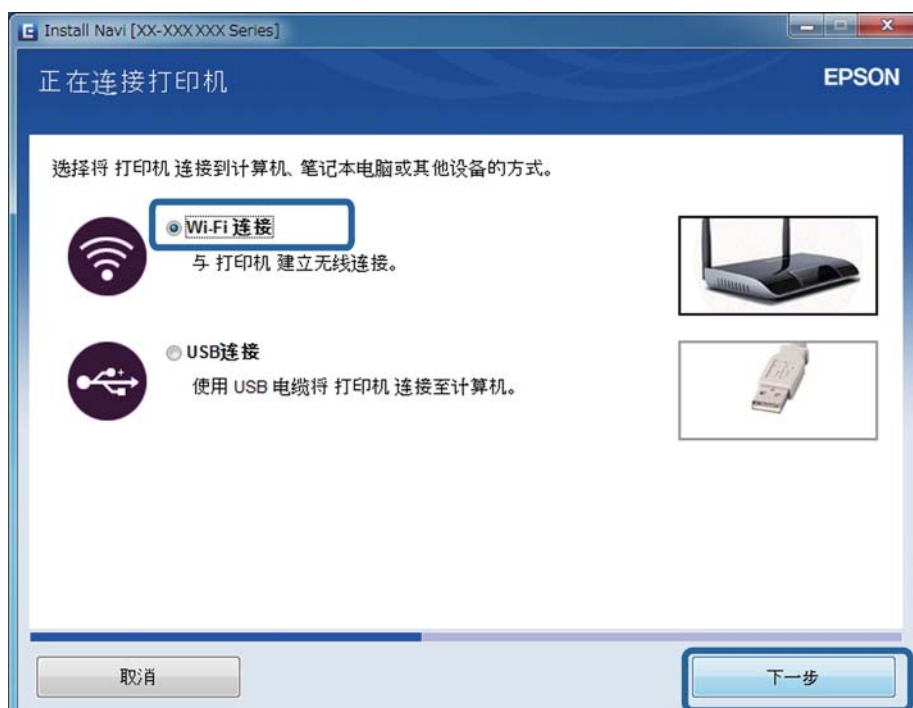 Install Navi [XX-XXX XXX Series]
正在连接打印机
EPSON
选择将 打印机 连接到计算机、笔记本电脑或其他设备的方式。
Wi-Fi 连接
与 打印机 建立无线连接。
USB连接
使用 USB 电缆将 打印机 连接至计算机。
取消
下一步